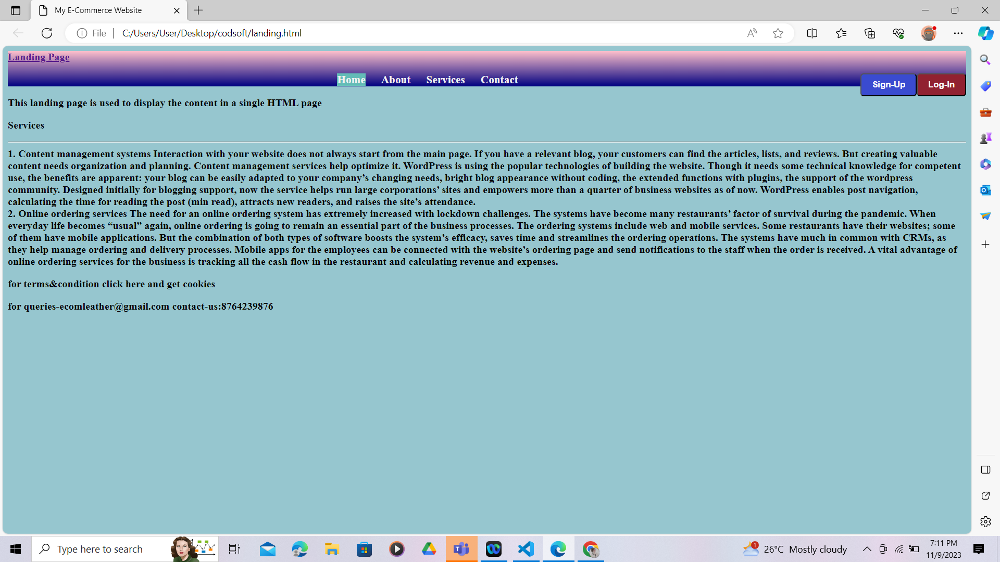 My E-Commerce Website
File
C:/Users/User/Desktop/codsoft/landing.html
Landing Page
Home About Services Contact
Sign-Up Log-In
This landing page is used to display the content in a single HTML page
Services
1. Content management systems Interaction with your website does not always start from the main page. If you have a relevant blog, your customers can find the articles, lists, and reviews. But creating valuable
content needs organization and planning. Content management services help optimize it. WordPress is using the popular technologies of building the website. Though it needs some technical knowledge for competent
use, the benefits are apparent: your blog can be easily adapted to your company’s changing needs, bright blog appearance without coding, the extended functions with plugins, the support of the wordpress
community. Designed initially for blogging support, now the service helps run large corporations’ sites and empowers more than a quarter of business websites as of now. WordPress enables post navigation,
calculating the time for reading the post (min read), attracts new readers, and raises the site’s attendance.
2. Online ordering services The need for an online ordering system has extremely increased with lockdown challenges. The systems have become many restaurants’ factor of survival during the pandemic. When
everyday life becomes “usual” again, online ordering is going to remain an essential part of the business processes. The ordering systems include web and mobile services. Some restaurants have their websites; some
of them have mobile applications. But the combination of both types of software boosts the system’s efficacy, saves time and streamlines the ordering operations. The systems have much in common with CRMs, as
they help manage ordering and delivery processes. Mobile apps for the employees can be connected with the website’s ordering page and send notifications to the staff when the order is received. A vital advantage of
online ordering services for the business is tracking all the cash flow in the restaurant and calculating revenue and expenses.
for terms&condition click here and get cookies
for queries-ecomleather@gmail.com contact-us:8764239876
Type here to search
1
26°C Mostly cloudy
7:11 PM
11/9/2023